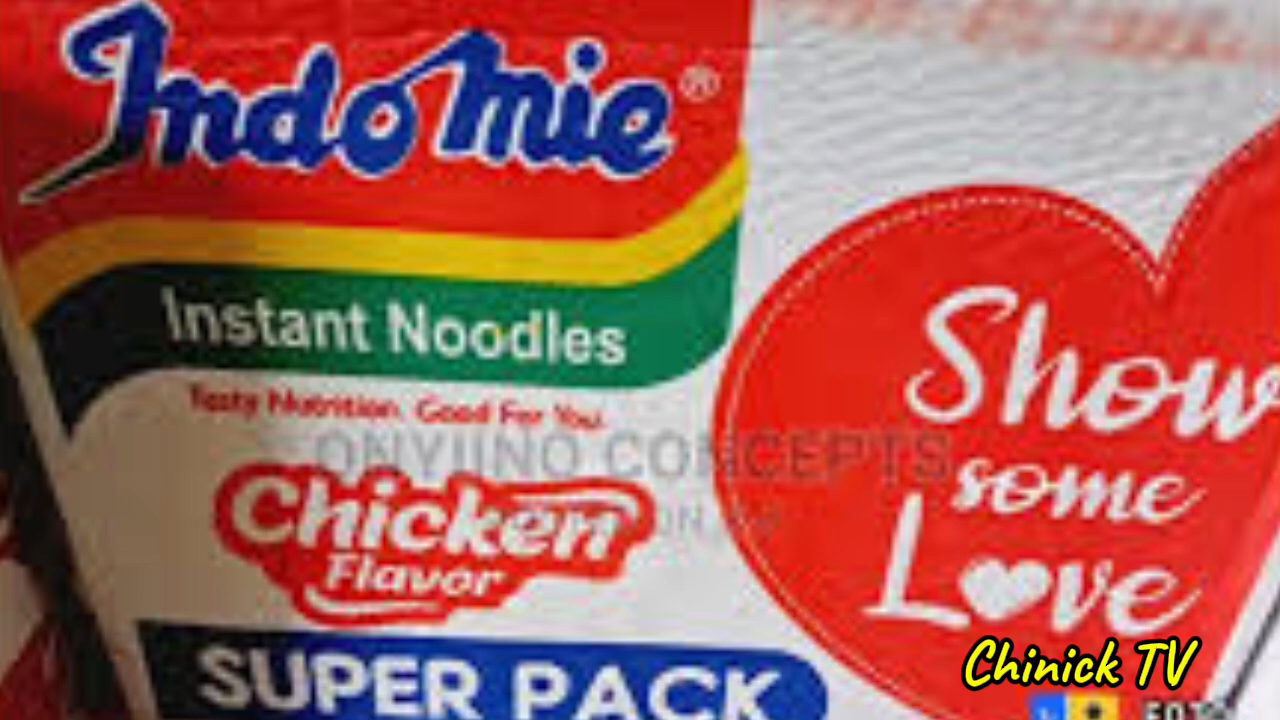 Indomie®
Instant Noodles
Tasty Nutrition. Good For You.
Chicken
Flavor
SUPER PACK
Show
some
Love
ONYIINO CONCEPTS
Chinick TV